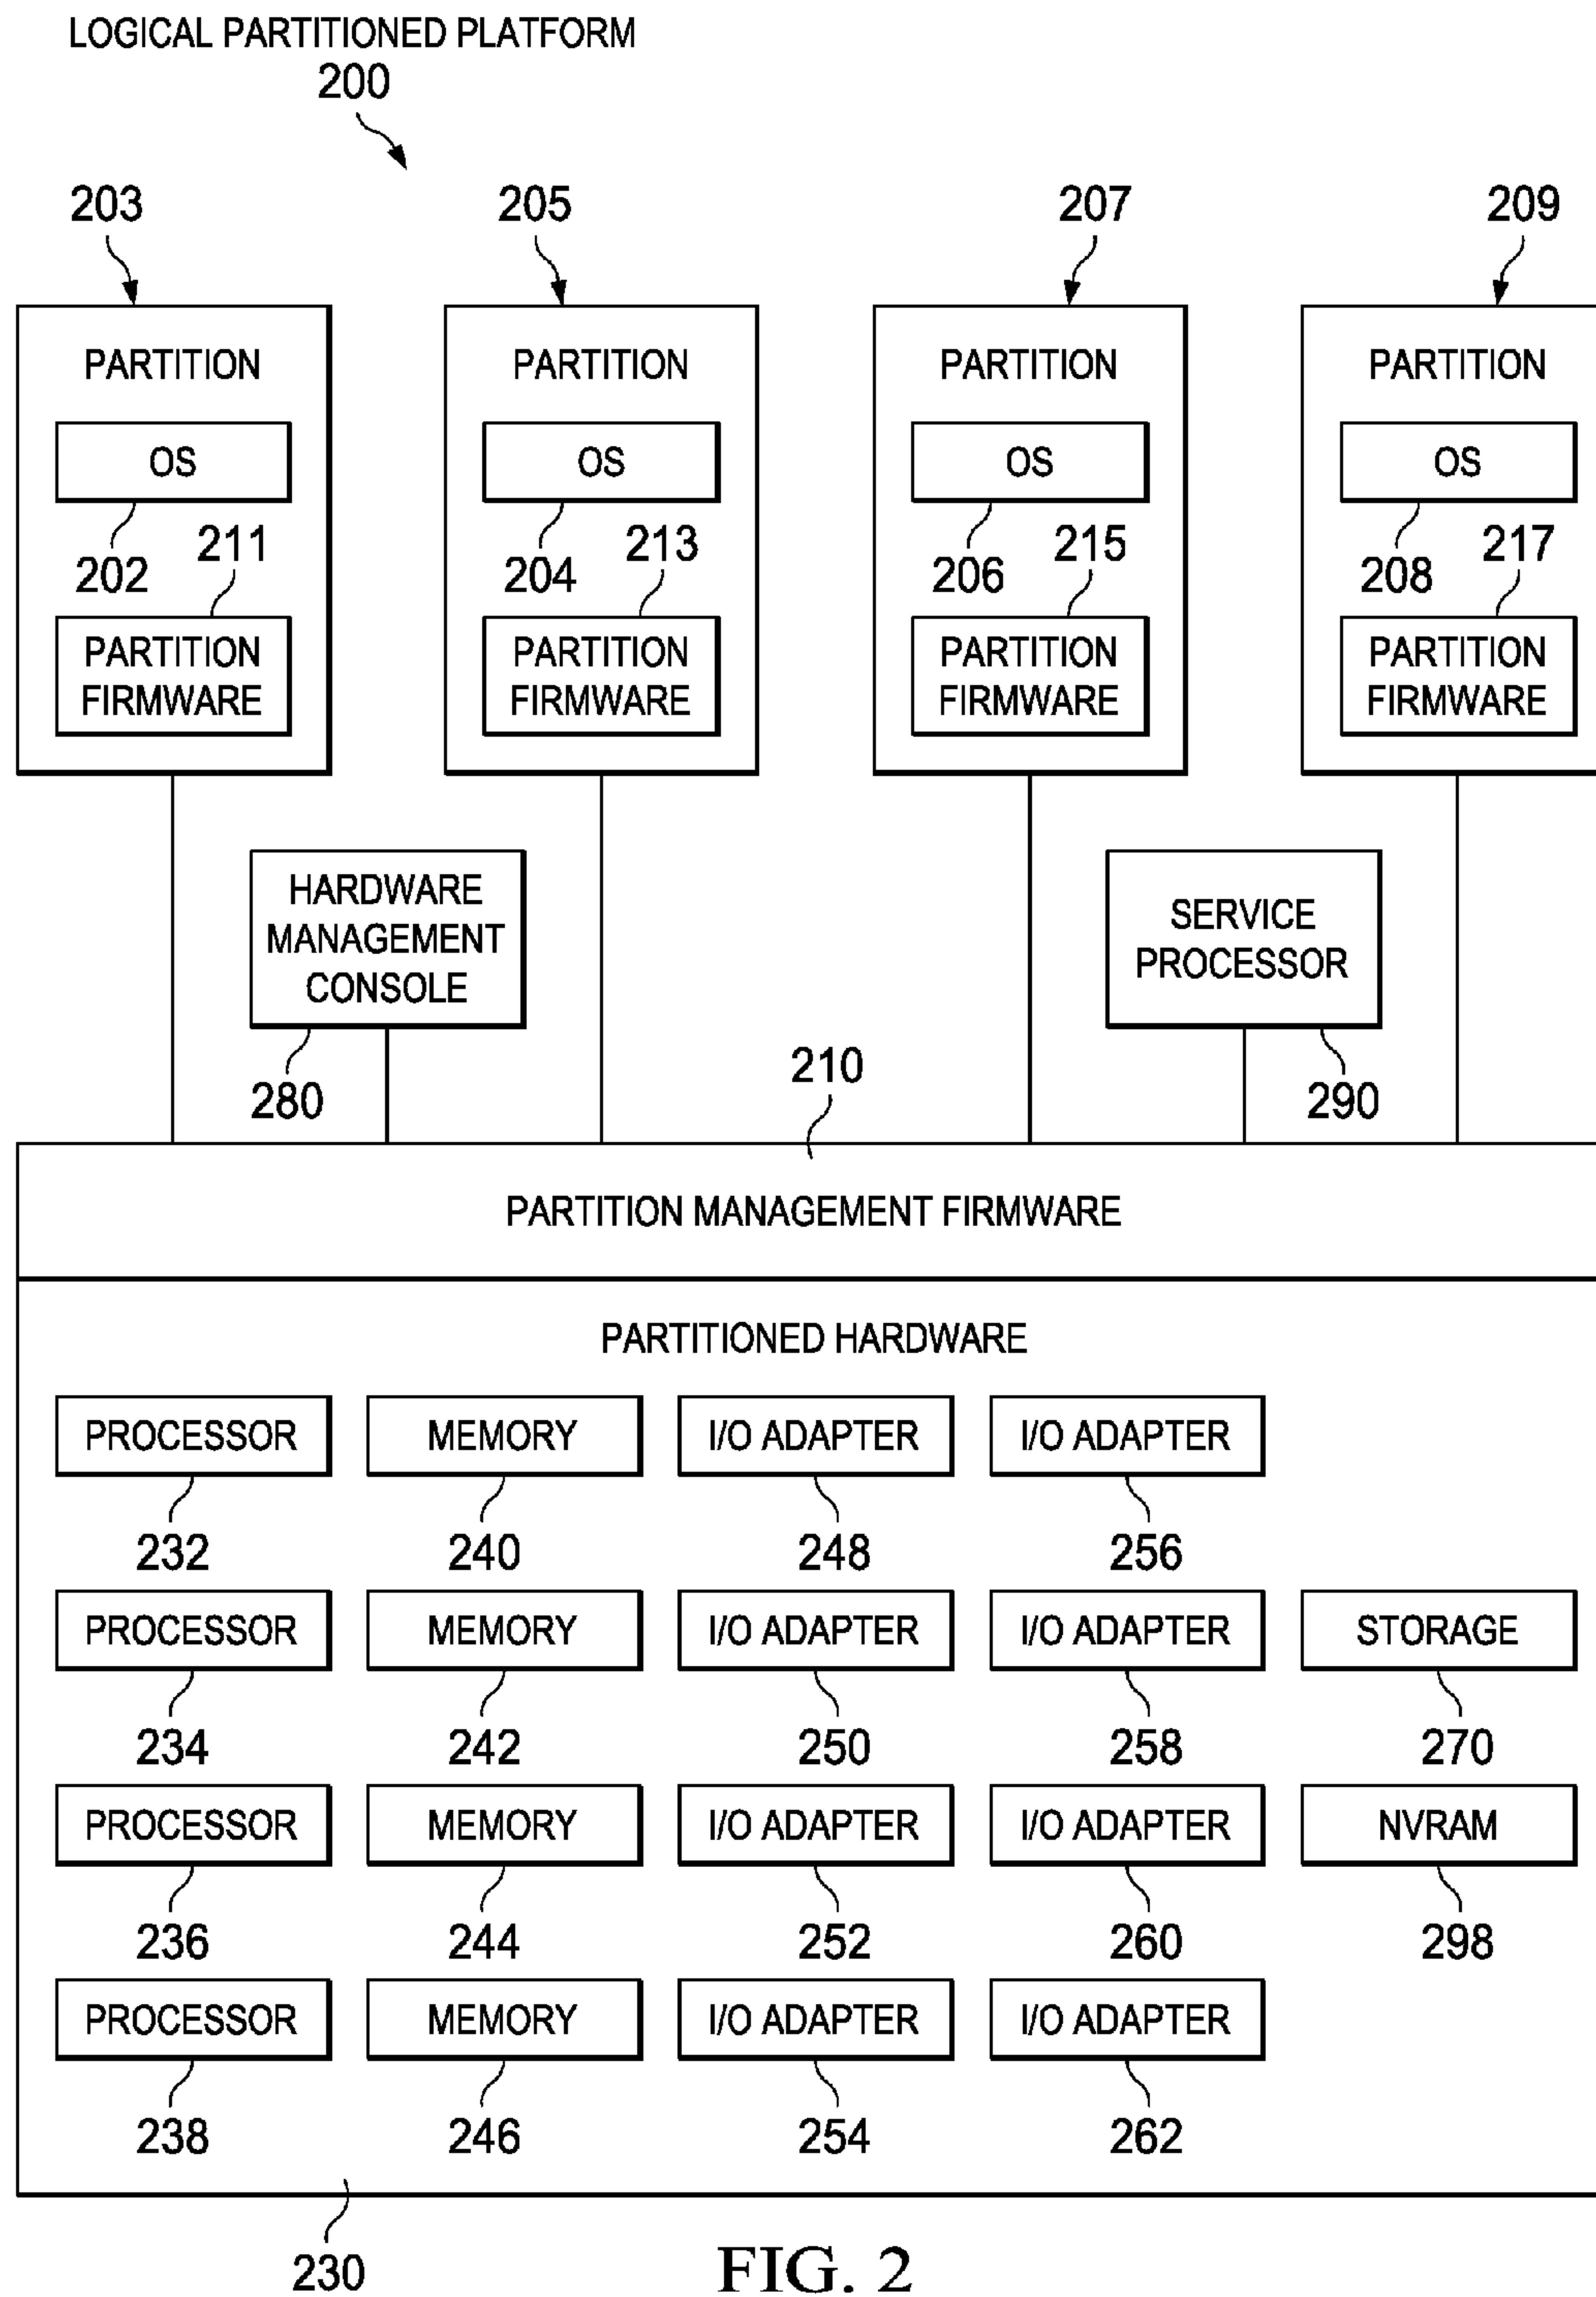 LOGICAL PARTITIONED PLATFORM
200
203
205
207
209
PARTITION
PARTITION
PARTITION
PARTITION
OS
OS
OS
OS
202
211
204
213
206
215
208
217
PARTITION
FIRMWARE
PARTITION
FIRMWARE
PARTITION
FIRMWARE
PARTITION
FIRMWARE
HARDWARE
MANAGEMENT
CONSOLE
280
SERVICE
PROCESSOR
290
210
PARTITION MANAGEMENT FIRMWARE
PARTITIONED HARDWARE
PROCESSOR
MEMORY
I/O ADAPTER
I/O ADAPTER
232
240
248
256
PROCESSOR
MEMORY
I/O ADAPTER
I/O ADAPTER
STORAGE
234
242
250
258
270
PROCESSOR
MEMORY
I/O ADAPTER
I/O ADAPTER
NVRAM
236
244
252
260
298
PROCESSOR
MEMORY
I/O ADAPTER
I/O ADAPTER
238
246
254
262
230
FIG. 2